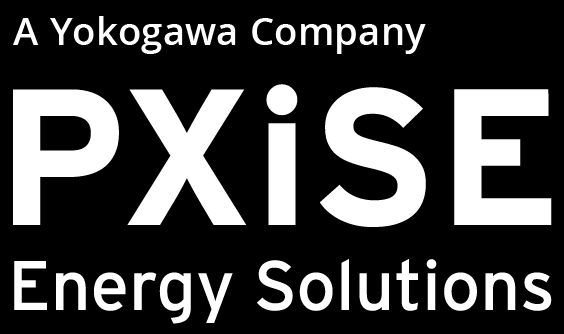 A Yokogawa Company
PXiSE
Energy Solutions